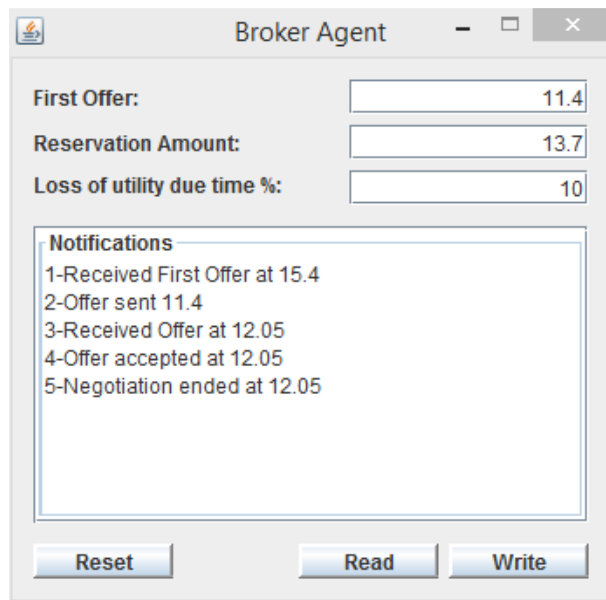 Broker Agent
First Offer: 11.4
Reservation Amount: 13.7
Loss of utility due time %: 10
Notifications
1-Received First Offer at 15.4
2-Offer sent 11.4
3-Received Offer at 12.05
4-Offer accepted at 12.05
5-Negotiation ended at 12.05
Reset Read Write